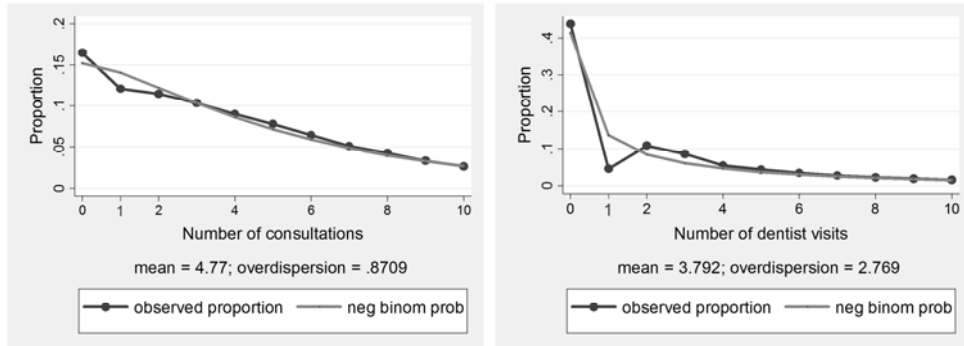 .2
.15
.1
.05
0
Proportion
0 1 2 4 6 8 10
Number of consultations
mean = 4.77; overdispersion = .8709
observed proportion neg binom prob
.4
.3
.2
.1
0
Proportion
0 1 2 4 6 8 10
Number of dentist visits
mean = 3.792; overdispersion = 2.769
observed proportion neg binom prob